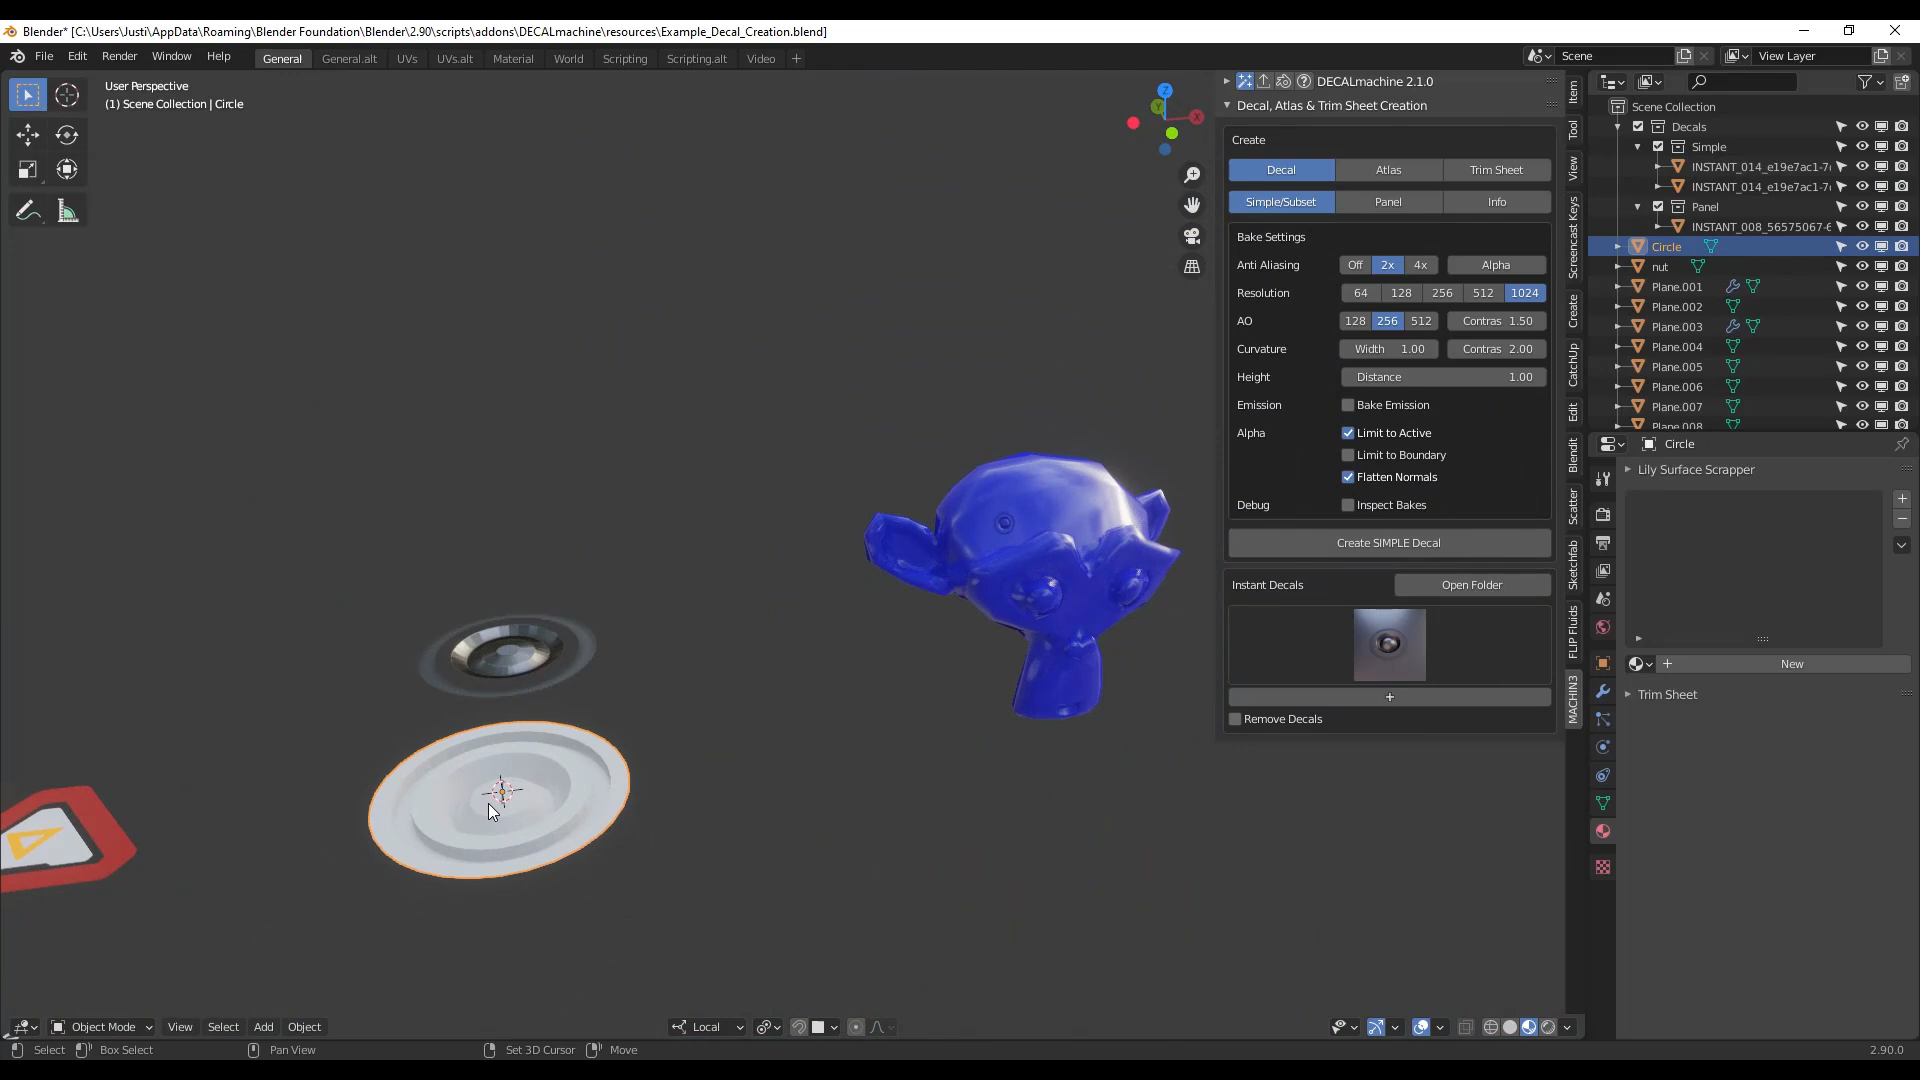 Blender* [C:\Users\Justi\AppData\Roaming\Blender Foundation\Blender\2.90\scripts\addons\DECALmachine\resources\Example_Decal_Creation.blend]
File Edit Render Window Help General General.alt UVs UVs.alt Material World Scripting Scripting.alt Video + Scene View Layer
User Perspective
(1) Scene Collection | Circle
Z
Y
X
DECALmachine 2.1.0
Decal, Atlas & Trim Sheet Creation
Create
Decal Atlas Trim Sheet
Simple/Subset Panel Info
Bake Settings
Anti Aliasing Off 2x 4x Alpha
Resolution 64 128 256 512 1024
AO 128 256 512 Contras 1.50
Curvature Width 1.00 Contras 2.00
Height Distance 1.00
Emission Bake Emission
Alpha Limit to Active
Limit to Boundary
Flatten Normals
Debug Inspect Bakes
Create SIMPLE Decal
Instant Decals Open Folder
+
Remove Decals
Item
Tool
View
Screencast Keys
Create
CatchUp
Edit
Blendit
Scatter
Sketchfab
FLIP Fluids
MACHIN3
Scene Collection
Decals
Simple
INSTANT_014_e19e7ac1-7
INSTANT_014_e19e7ac1-7
Panel
INSTANT_008_56575067-6
Circle
nut
Plane.001
Plane.002
Plane.003
Plane.004
Plane.005
Plane.006
Plane.007
Plane.008
Circle
Lily Surface Scrapper
New
Trim Sheet
Object Mode View Select Add Object Local
Select Box Select Pan View Set 3D Cursor Move 2.90.0